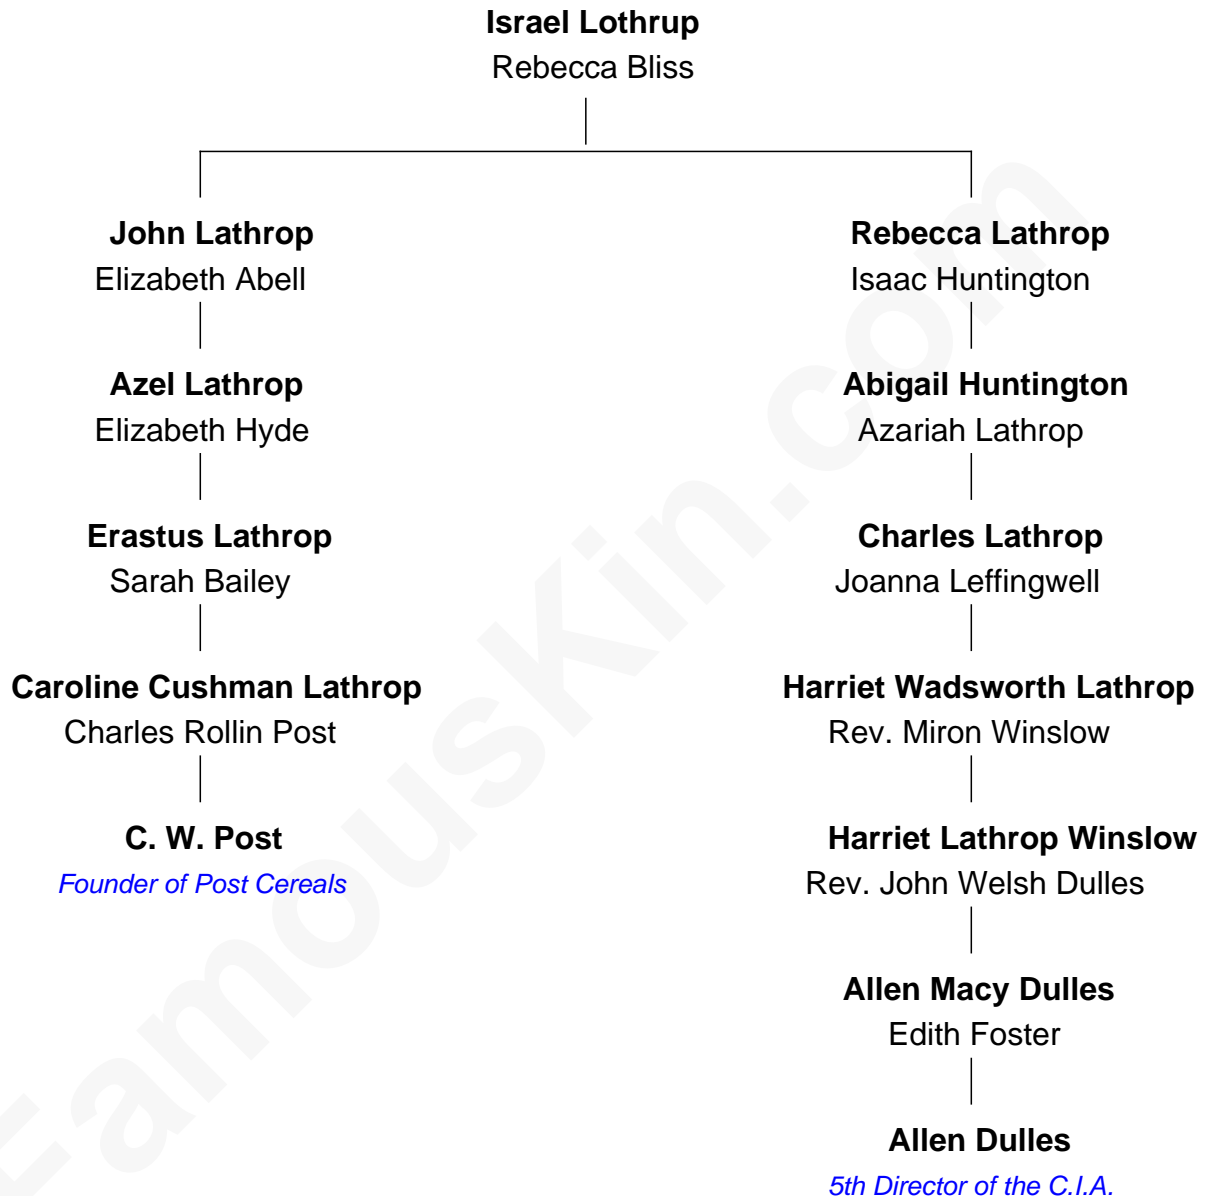 Israel Lothrup
Rebecca Bliss
John Lathrop
Elizabeth Abell
Rebecca Lathrop
Isaac Huntington
Azel Lathrop
Elizabeth Hyde
Abigail Huntington
Azariah Lathrop
Erastus Lathrop
Sarah Bailey
Charles Lathrop
Joanna Leffingwell
Caroline Cushman Lathrop
Charles Rollin Post
Harriet Wadsworth Lathrop
Rev. Miron Winslow
C. W. Post
Founder of Post Cereals
Harriet Lathrop Winslow
Rev. John Welsh Dulles
Allen Macy Dulles
Edith Foster
Allen Dulles
5th Director of the C.I.A.
FamousKin.com